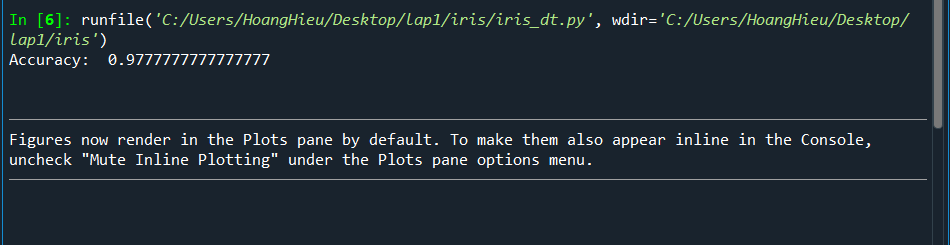 In [6]: runfile('C:/Users/HoangHieu/Desktop/lap1/iris/iris_dt.py', wdir='C:/Users/HoangHieu/Desktop/
lap1/iris')
Accuracy:  0.9777777777777777
Figures now render in the Plots pane by default. To make them also appear inline in the Console,
uncheck "Mute Inline Plotting" under the Plots pane options menu.